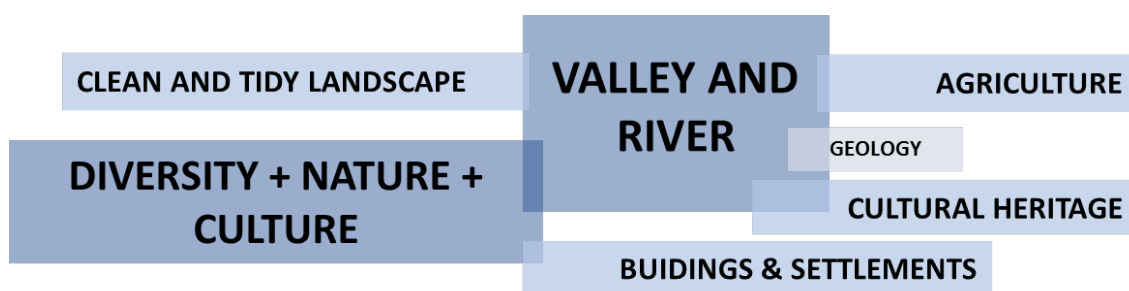 CLEAN AND TIDY LANDSCAPE
VALLEY AND
RIVER
AGRICULTURE
GEOLOGY
DIVERSITY + NATURE +
CULTURE
CULTURAL HERITAGE
BUIDINGS & SETTLEMENTS